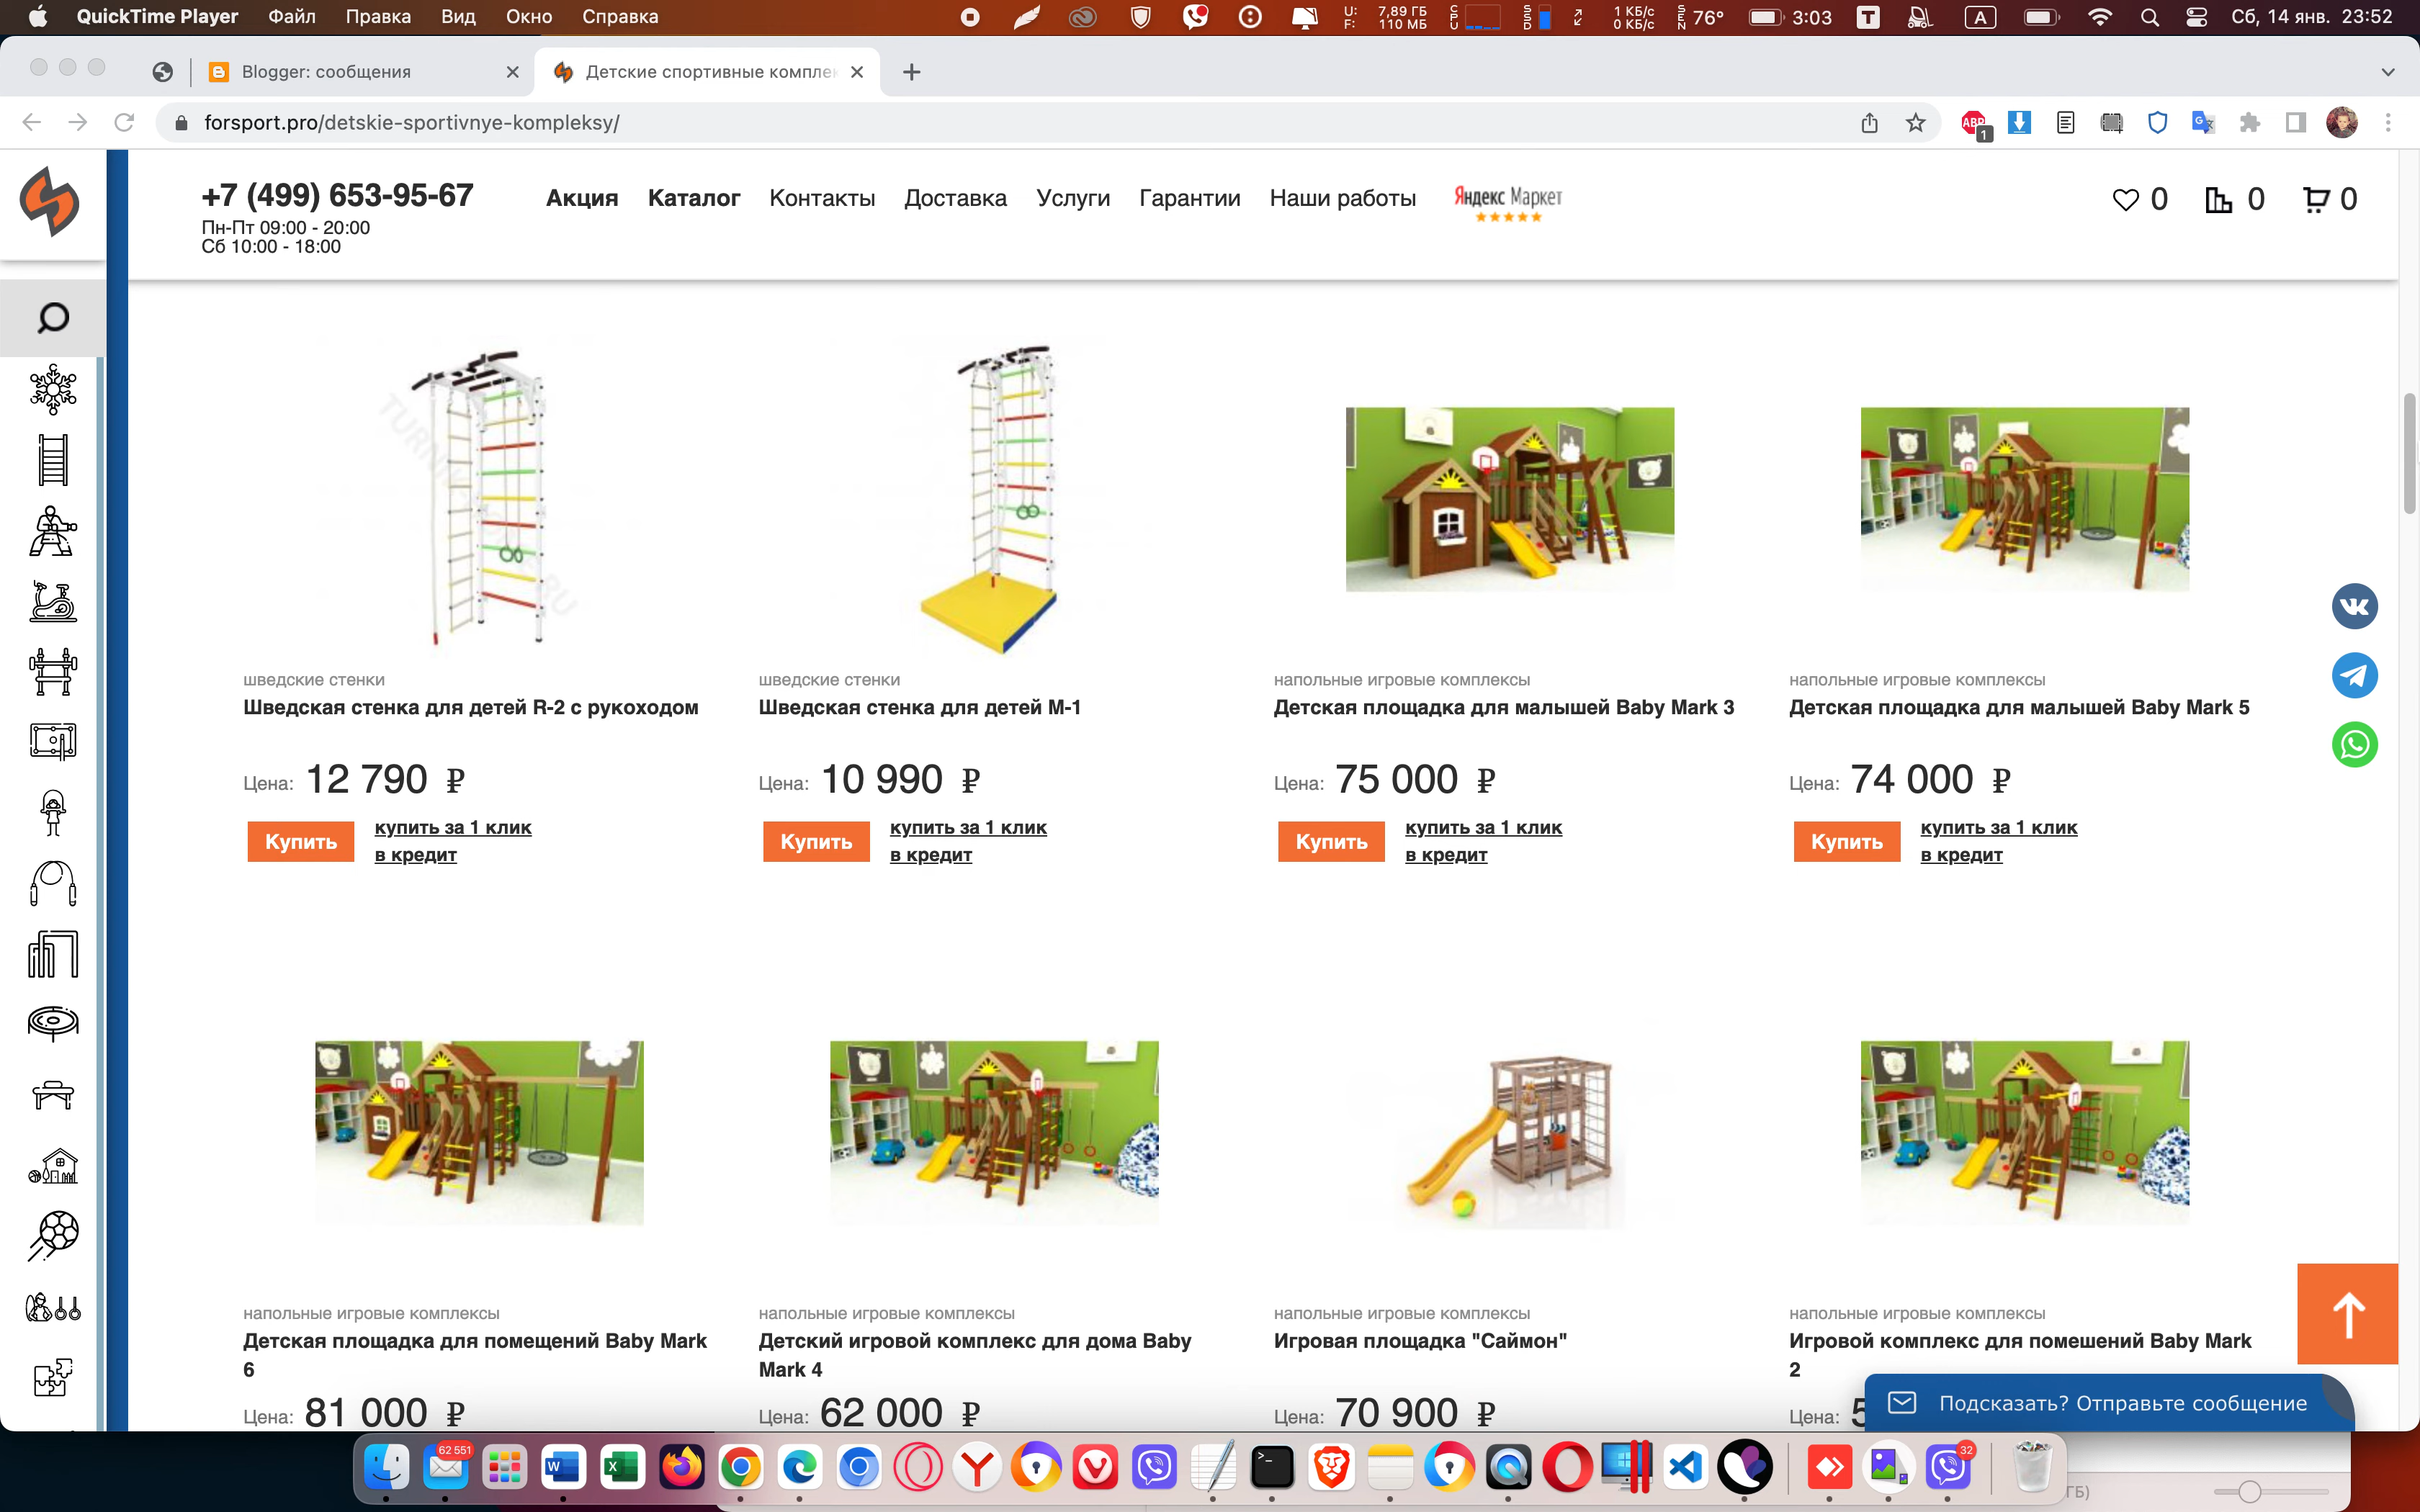 QuickTime Player Файл Правка Вид Окно Справка
U: 7,89 ГБ
F: 110 МБ
CPU
SSD
1 КБ/с
0 КБ/с
SEN 76° 3:03 A Сб, 14 янв. 23:52
Blogger: сообщения
Детские спортивные комплек
forsport.pro/detskie-sportivnye-kompleksy/
ABP 1
+7 (499) 653-95-67
Пн-Пт 09:00 - 20:00
Сб 10:00 - 18:00
Акция Каталог Контакты Доставка Услуги Гарантии Наши работы Яндекс Маркет
0 0 0
шведские стенки
Шведская стенка для детей R-2 с рукоходом
Цена: 12 790 ₽
Купить
купить за 1 клик
в кредит
шведские стенки
Шведская стенка для детей М-1
Цена: 10 990 ₽
Купить
купить за 1 клик
в кредит
напольные игровые комплексы
Детская площадка для малышей Baby Mark 3
Цена: 75 000 ₽
Купить
купить за 1 клик
в кредит
напольные игровые комплексы
Детская площадка для малышей Baby Mark 5
Цена: 74 000 ₽
Купить
купить за 1 клик
в кредит
напольные игровые комплексы
Детская площадка для помещений Baby Mark
6
Цена: 81 000 ₽
напольные игровые комплексы
Детский игровой комплекс для дома Baby
Mark 4
Цена: 62 000 ₽
напольные игровые комплексы
Игровая площадка "Саймон"
Цена: 70 900 ₽
напольные игровые комплексы
Игровой комплекс для помешений Baby Mark
2
Цена: 5
Подсказать? Отправьте сообщение
62 551
32
ГБ)